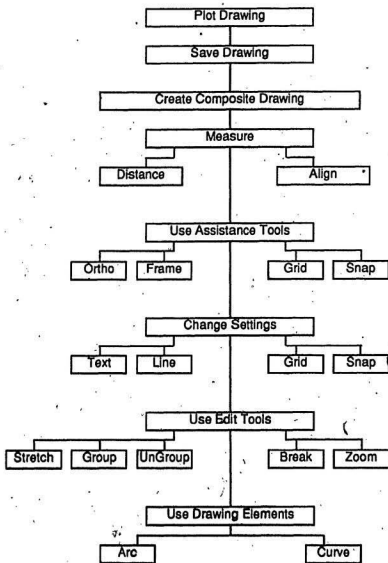 Plot Drawing
Save Drawing
Create Composite Drawing
Measure
Distance Align
Use Assistance Tools
Ortho Frame Grid Snap
Change Settings
Text Line Grid Snap
Use Edit Tools
Stretch Group UnGroup Break Zoom
Use Drawing Elements
Arc Curve